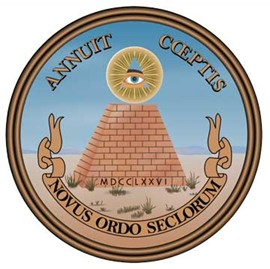 ANNUIT CŒPTIS
MDCCLXXVI
NOVUS ORDO SECLORUM